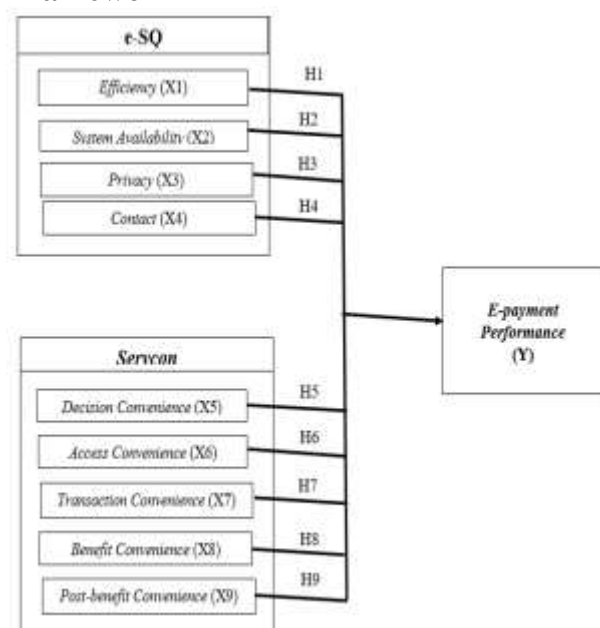 e-SQ
Efficiency (X1)
System Availability (X2)
Privacy (X3)
Contact (X4)
H1
H2
H3
H4
E-payment
Performance
(Y)
Servcon
Decision Convenience (X5)
Access Convenience (X6)
Transaction Convenience (X7)
Benefit Convenience (X8)
Post-benefit Convenience (X9)
H5
H6
H7
H8
H9